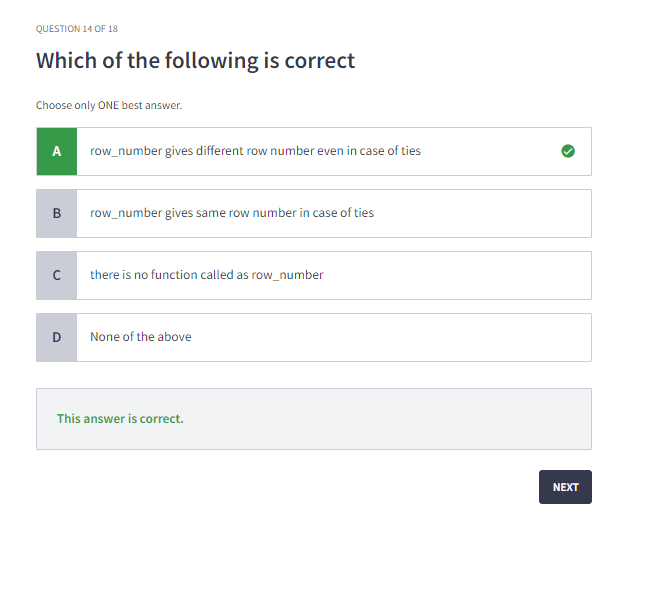 QUESTION 14 OF 18
Which of the following is correct
Choose only ONE best answer.
A
row_number gives different row number even in case of ties
B
row_number gives same row number in case of ties
C
there is no function called as row_number
D
None of the above
This answer is correct.
NEXT